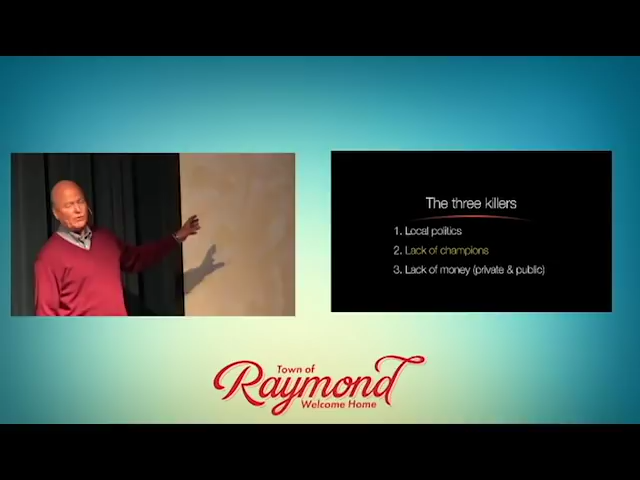 The three killers
1. Local politics
2. Lack of champions
3. Lack of money (private & public)
Town of
Raymond
Welcome Home